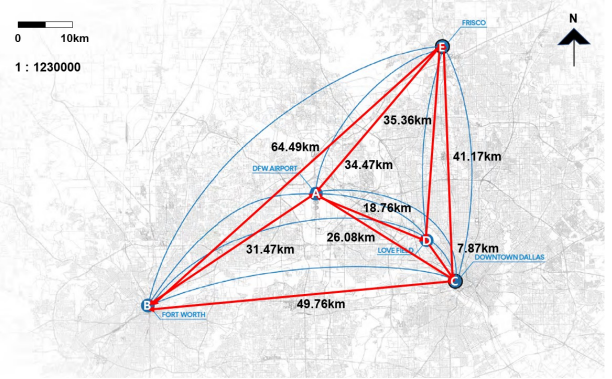 FRISCO
N
0 10km
E
1 : 1230000
35.36km
64.49km
41.17km
34.47km
DFW AIRPORT
A
18.76km
26.08km
D
31.47km
LOVE FIELD
7.87km
DOWNTOWN DALLAS
C
49.76km
B
FORT WORTH